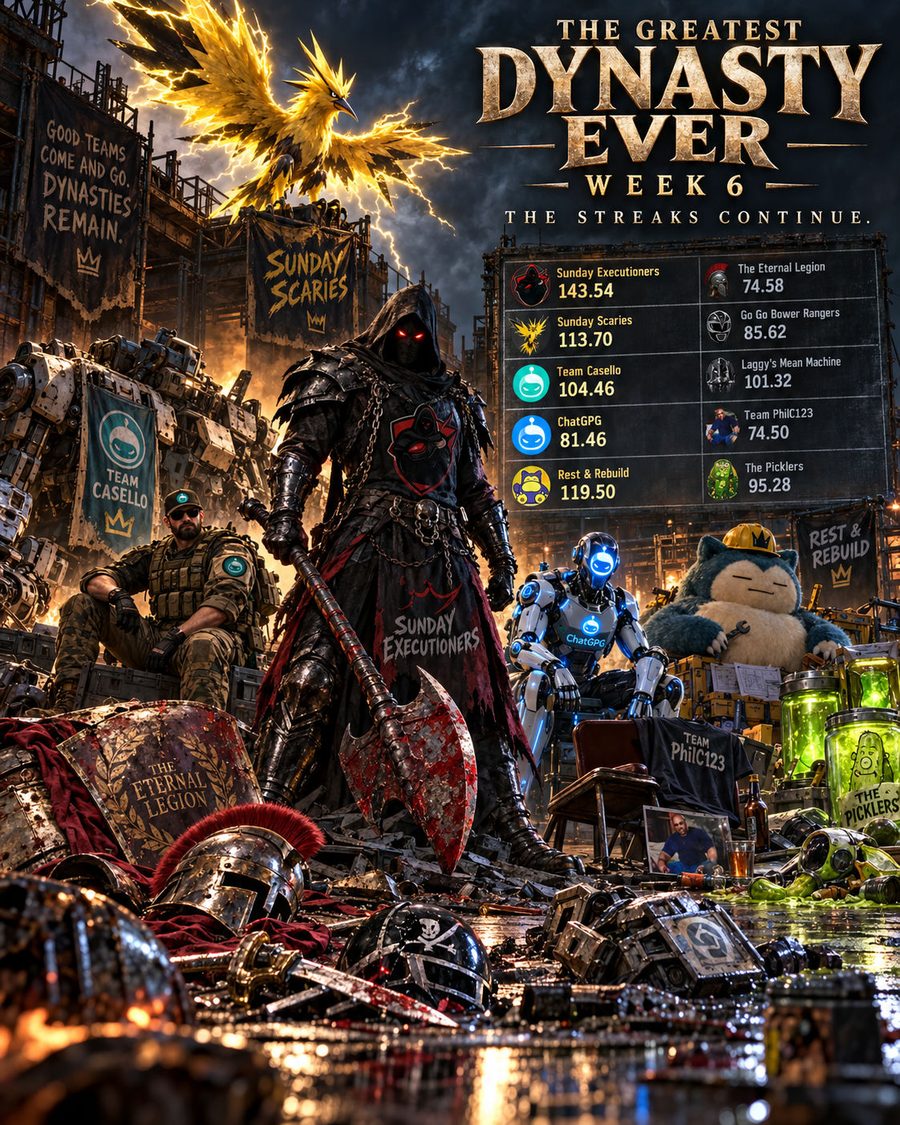 THE GREATEST
DYNASTY
EVER
WEEK 6
THE STREAKS CONTINUE.
GOOD TEAMS
COME AND GO.
DYNASTIES
REMAIN.
SUNDAY
SCARIES
Sunday Executioners
143.54
The Eternal Legion
74.58
Sunday Scaries
113.70
Go Go Bower Rangers
85.62
Team Casello
104.46
Laggy's Mean Machine
101.32
ChatGPG
81.46
Team PhilC123
74.50
Rest & Rebuild
119.50
The Picklers
95.28
TEAM
CASELLO
SUNDAY
EXECUTIONERS
ChatGPG
REST &
REBUILD
TEAM
PhilC123
THE
PICKLERS
THE
ETERNAL
LEGION